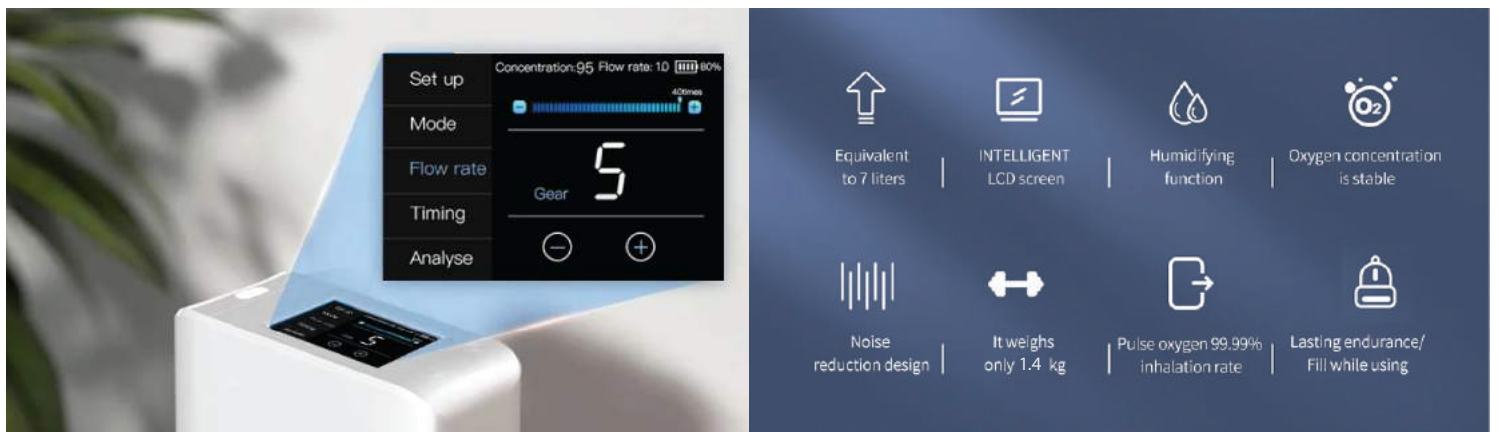 Set up
Mode
Flow rate
Timing
Analyse
Concentration:95 Flow rate: 10 80%
40times
5
Gear
Equivalent
to 7 liters
INTELLIGENT
LCD screen
Humidifying
function
O2
Oxygen concentration
is stable
Noise
reduction design
It weighs
only 1.4 kg
Pulse oxygen 99.99%
inhalation rate
Lasting endurance/
Fill while using